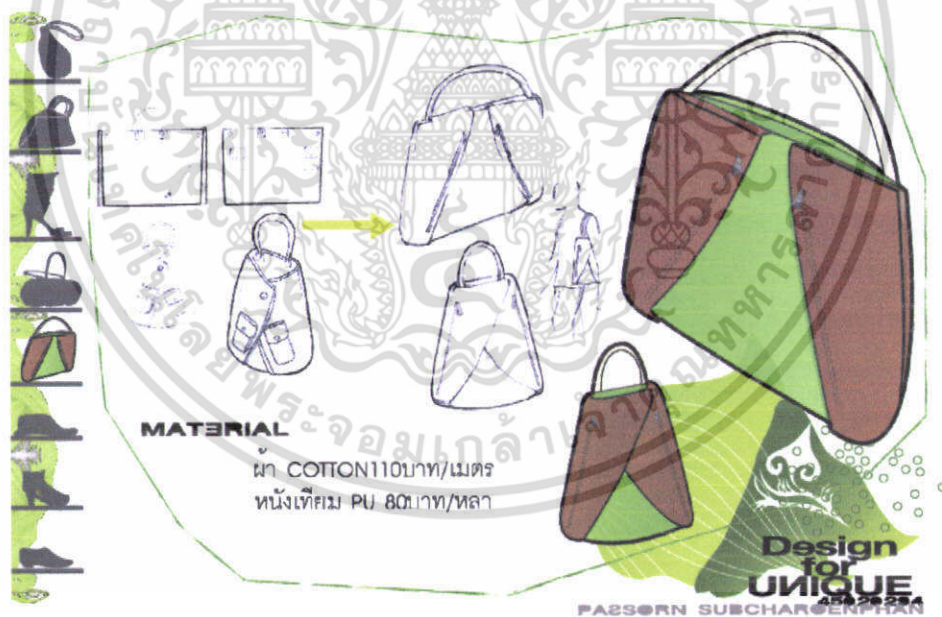 MATERIAL
ผ้า COTTON110บาท/เมตร
หนังเทียม PU 80บาท/หลา
Design
for
UNIQUE
45020294
PASSORN SUBCHAROENPHAN